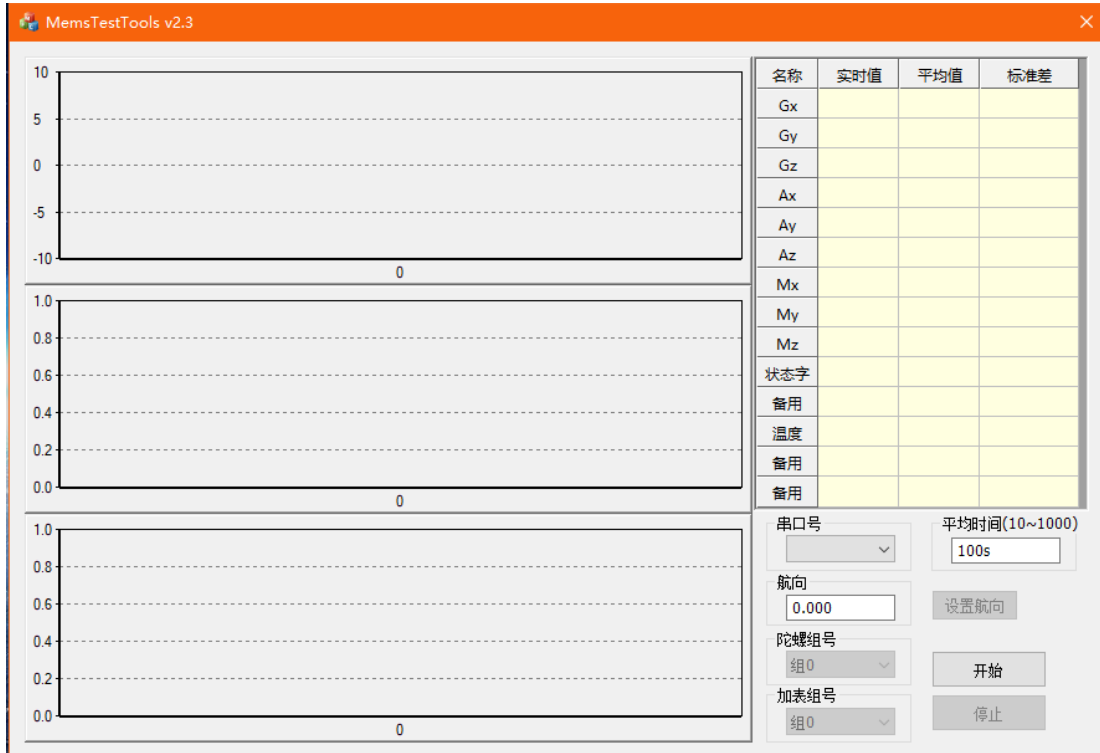 MemsTestTools v2.3
10
5
0
-5
-10
0
1.0
0.8
0.6
0.4
0.2
0.0
0
1.0
0.8
0.6
0.4
0.2
0.0
0
名称 实时值 平均值 标准差
Gx
Gy
Gz
Ax
Ay
Az
Mx
My
Mz
状态字
备用
温度
备用
备用
串口号
平均时间(10~1000)
100s
航向
0.000
设置航向
陀螺组号
组0
开始
加表组号
组0
停止